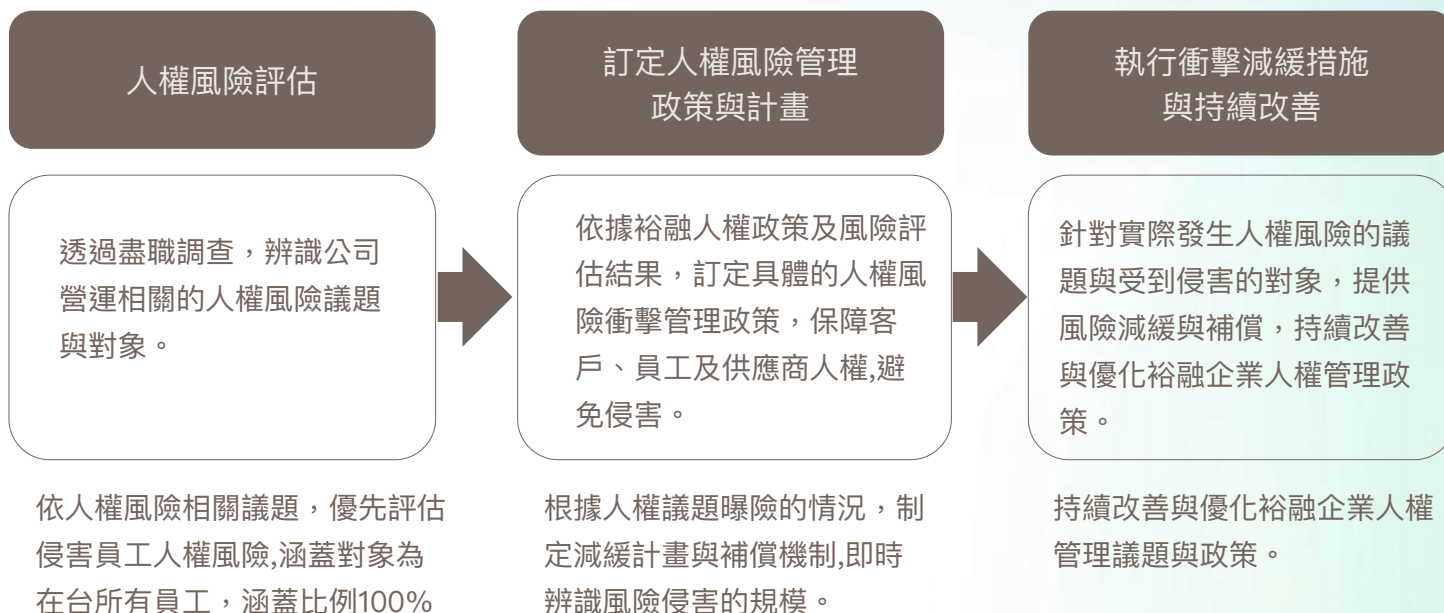 人權風險評估
訂定人權風險管理
政策與計畫
執行衝擊減緩措施
與持續改善
透過盡職調查，辨識公司
營運相關的人權風險議題
與對象。
依據裕融人權政策及風險評
估結果，訂定具體的人權風
險衝擊管理政策，保障客
戶、員工及供應商人權,避
免侵害。
針對實際發生人權風險的議
題與受到侵害的對象，提供
風險減緩與補償，持續改善
與優化裕融企業人權管理政
策。
依人權風險相關議題，優先評估
侵害員工人權風險,涵蓋對象為
在台所有員工，涵蓋比例100%
根據人權議題曝險的情況，制
定減緩計畫與補償機制,即時
辨識風險侵害的規模。
持續改善與優化裕融企業人權
管理議題與政策。